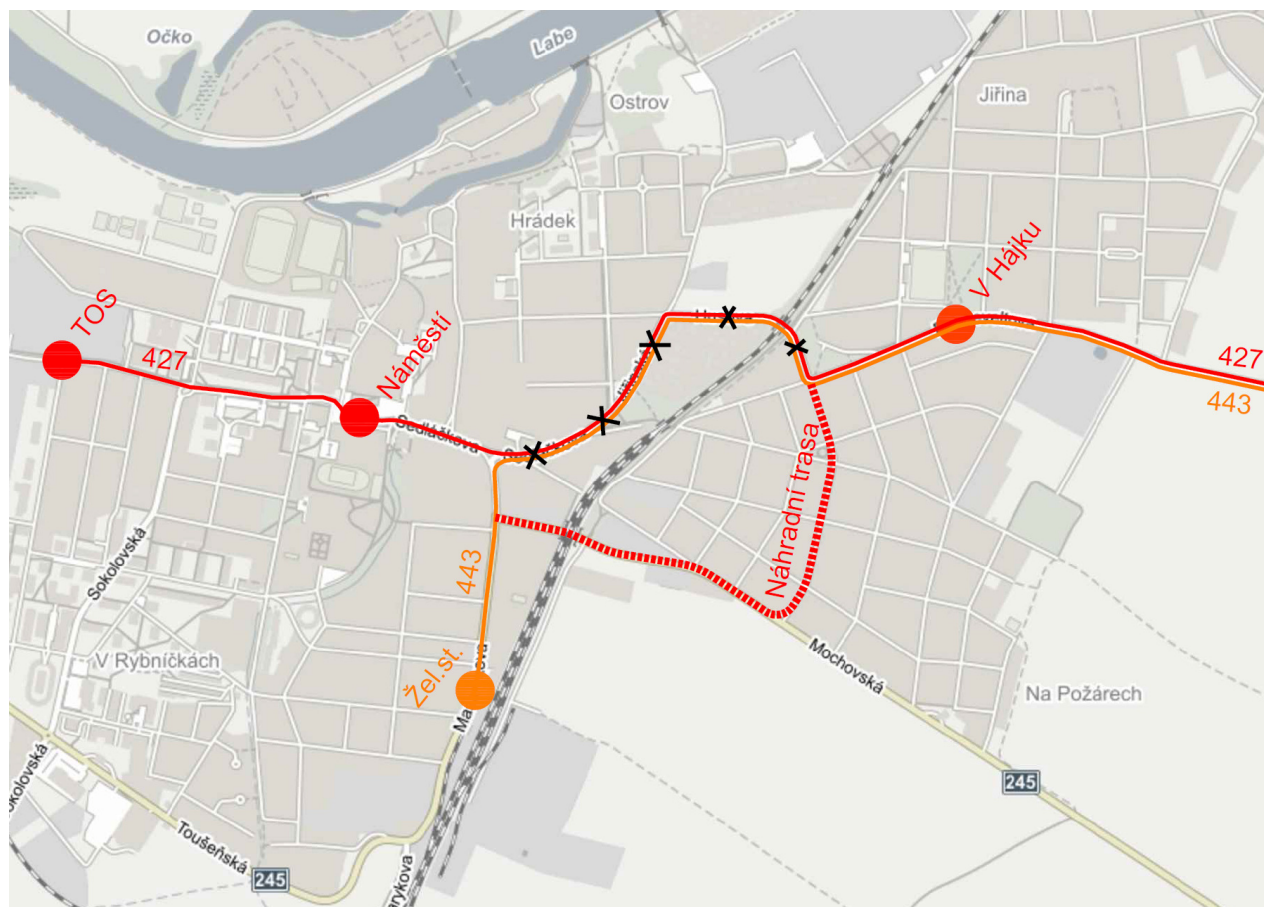 Očko
Labe
Ostrov
Jiřina
Hrádek
V Hájku
TOS
427
Náměstí
Sedláčkova
Jiřinská
427
443
Náhradní trasa
443
Sokolovská
V Rybníčkách
Žel.st.
Mochovská
Na Požárech
245
Toušeňská
245